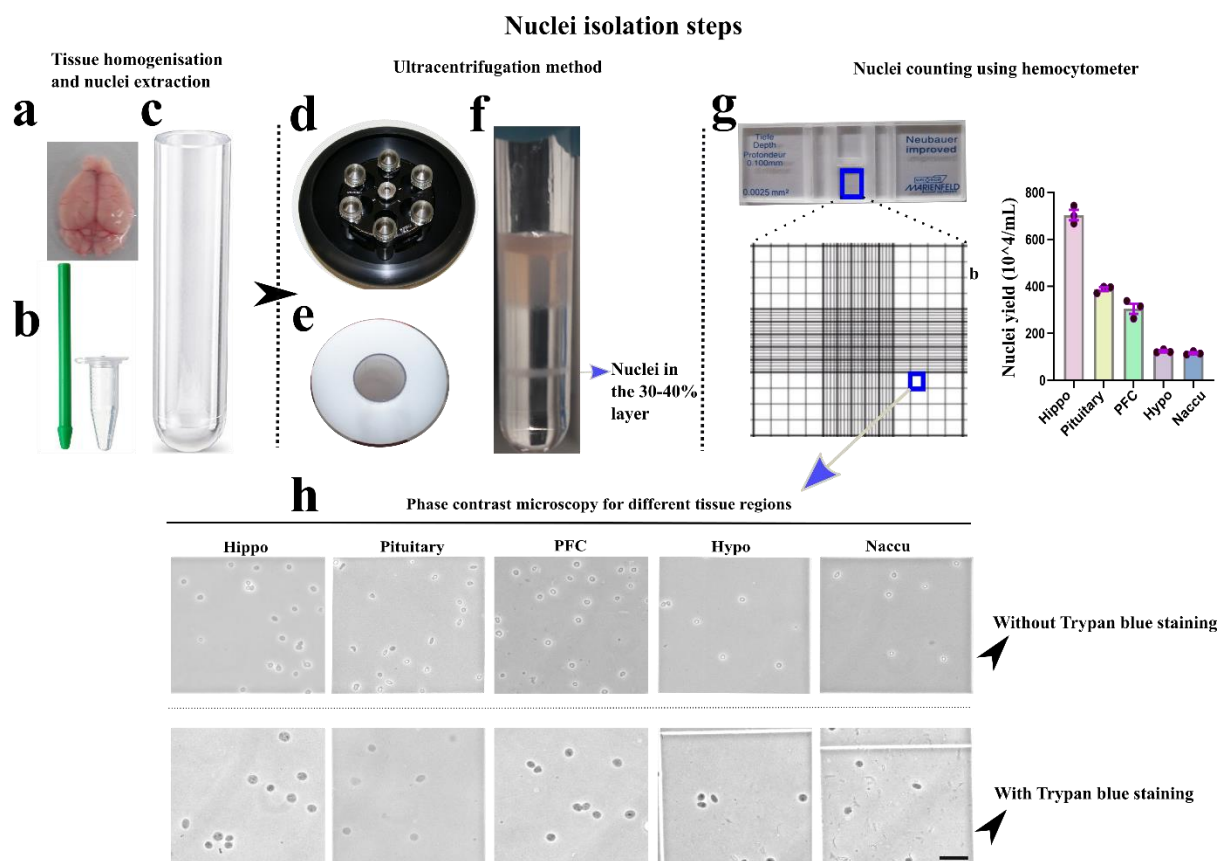 Nuclei isolation steps
Tissue homogenisation
and nuclei extraction
Ultracentrifugation method
Nuclei counting using hemocytometer
a
c
d
f
g
Tiefe
Depth
Profondeur
0.100mm
0.0025 mm²
Neubauer
improved
MARIENFELD
b
e
Nuclei in
the 30-40%
layer
b
Nuclei yield (10^4/mL)
800
600
400
200
0
Hippo
Pituitary
PFC
Hypo
Naccu
h
Phase contrast microscopy for different tissue regions
Hippo
Pituitary
PFC
Hypo
Naccu
Without Trypan blue staining
With Trypan blue staining